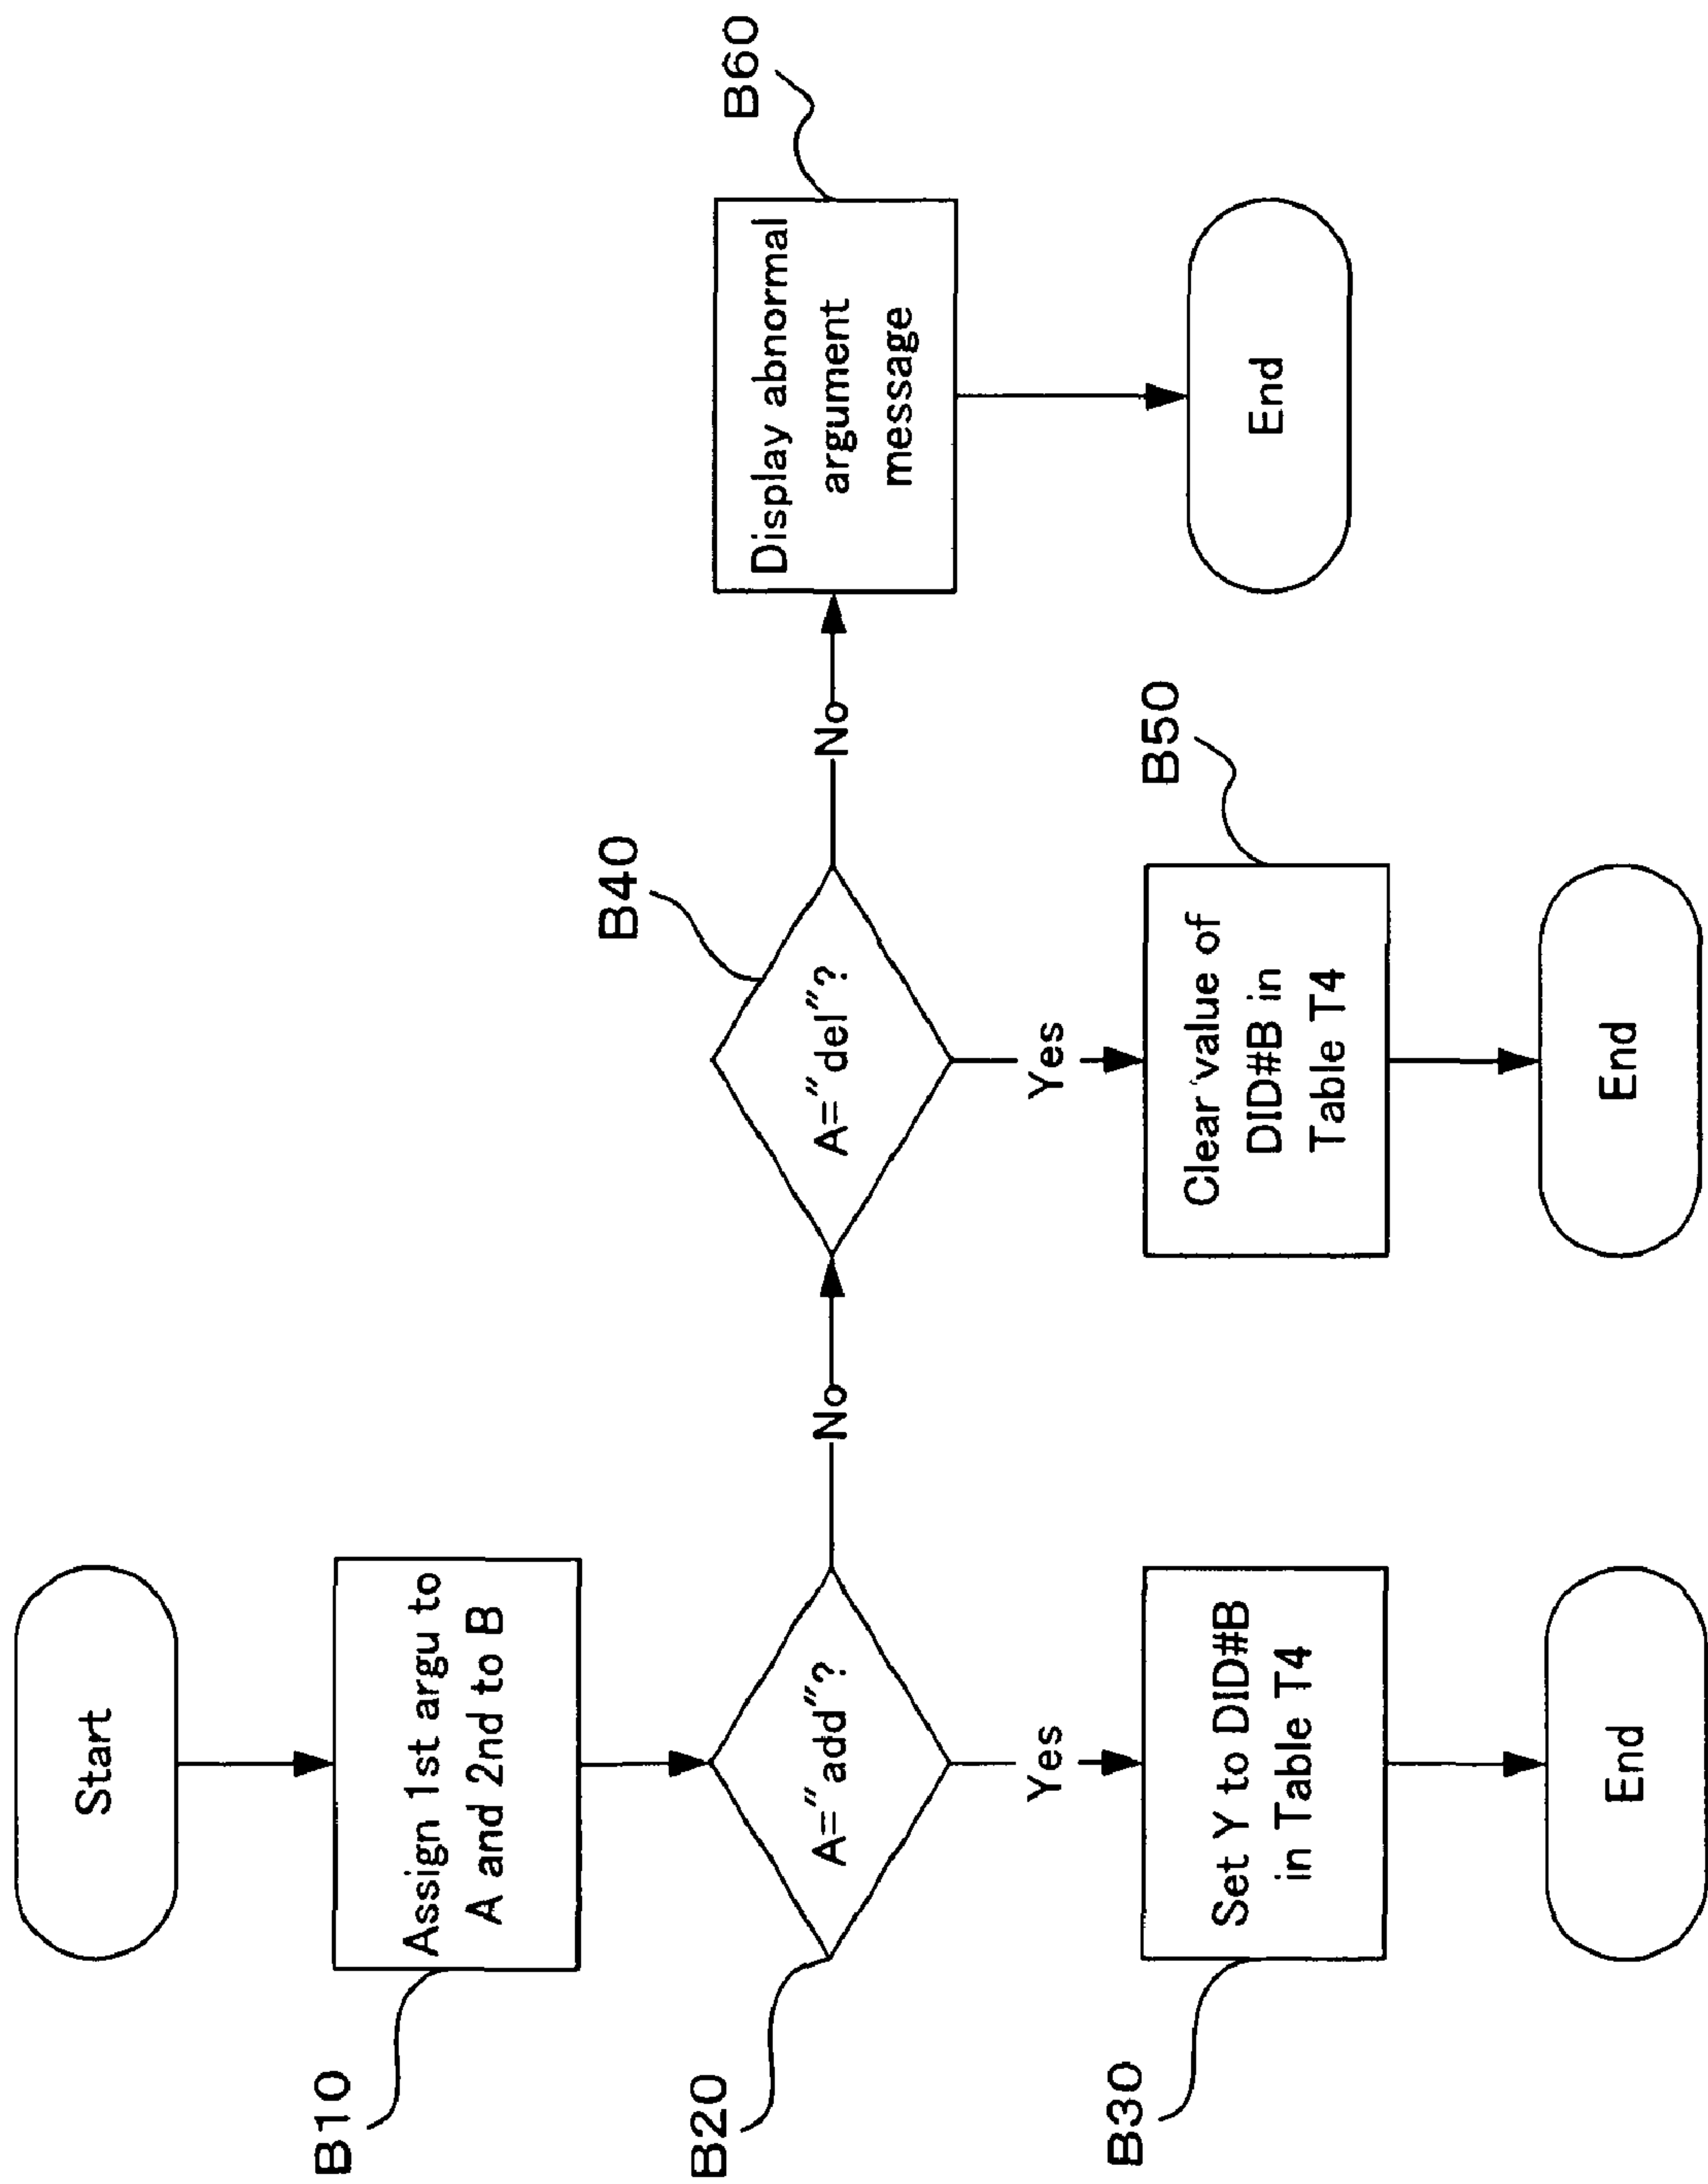 Start
B10
Assign 1st argu to
A and 2nd to B
B20
A="add"?
No
Yes
B30
Set Y to DID#B
in Table T4
End
B40
A="del"?
No
Yes
B50
Clear value of
DID#B in
Table T4
End
B60
Display abnormal
argument
message
End